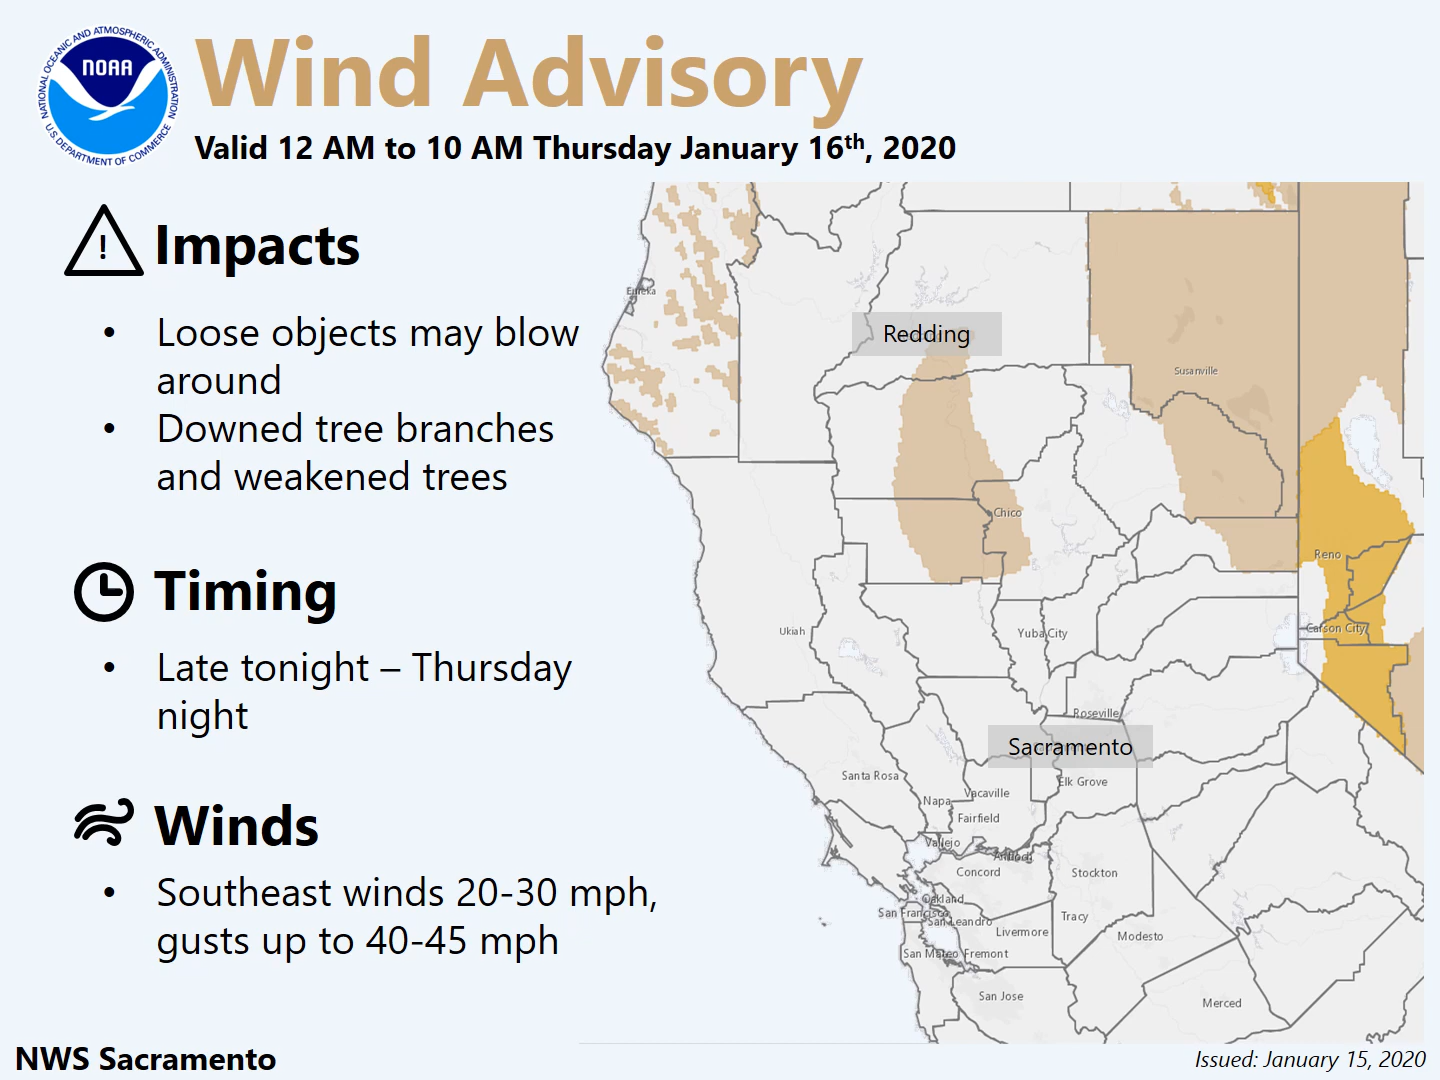 NATIONAL OCEANIC AND ATMOSPHERIC ADMINISTRATION
U.S. DEPARTMENT OF COMMERCE
NOAA
Wind Advisory
Valid 12 AM to 10 AM Thursday January 16th, 2020
Impacts
• Loose objects may blow
around
• Downed tree branches
and weakened trees
Timing
• Late tonight – Thursday
night
Winds
• Southeast winds 20-30 mph,
gusts up to 40-45 mph
Eureka
Redding
Susanville
Chico
Reno
Ukiah
Yuba City
Carson City
Roseville
Sacramento
Santa Rosa
Elk Grove
Napa
Vacaville
Fairfield
Vallejo
Antioch
Concord
Stockton
Oakland
San Francisco
San Leandro
Tracy
Livermore
Modesto
San Mateo
Fremont
San Jose
Merced
NWS Sacramento
Issued: January 15, 2020